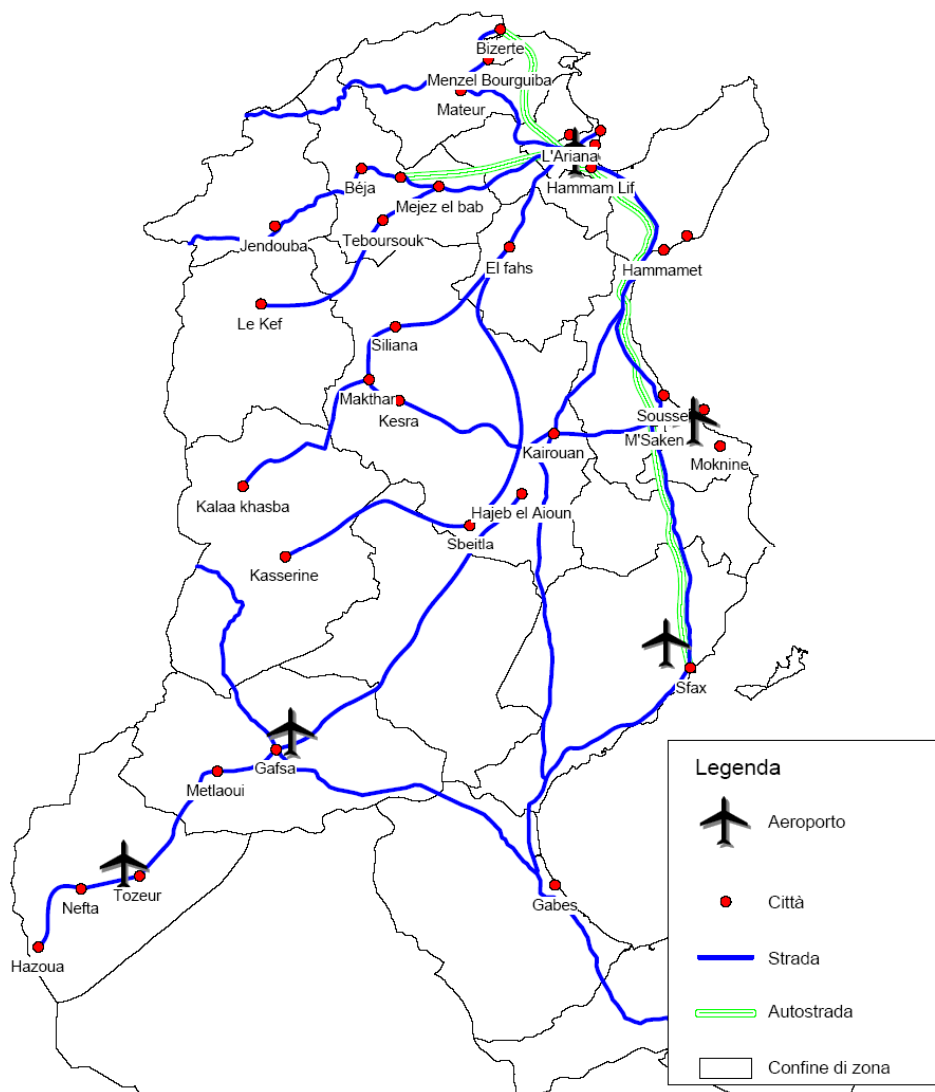 Bizerte
Menzel Bourguiba
Mateur
L'Ariana
Béja
Hammam Lif
Mejez el bab
Jendouba
Teboursouk
El fahs
Hammamet
Le Kef
Siliana
Makthar
Kesra
Sousse
M'Saken
Kairouan
Moknine
Kalaa khasba
Hajeb el Aioun
Sbeitla
Kasserine
Sfax
Gafsa
Metlaoui
Tozeur
Nefta
Gabes
Hazoua
Legenda
Aeroporto
Città
Strada
Autostrada
Confine di zona